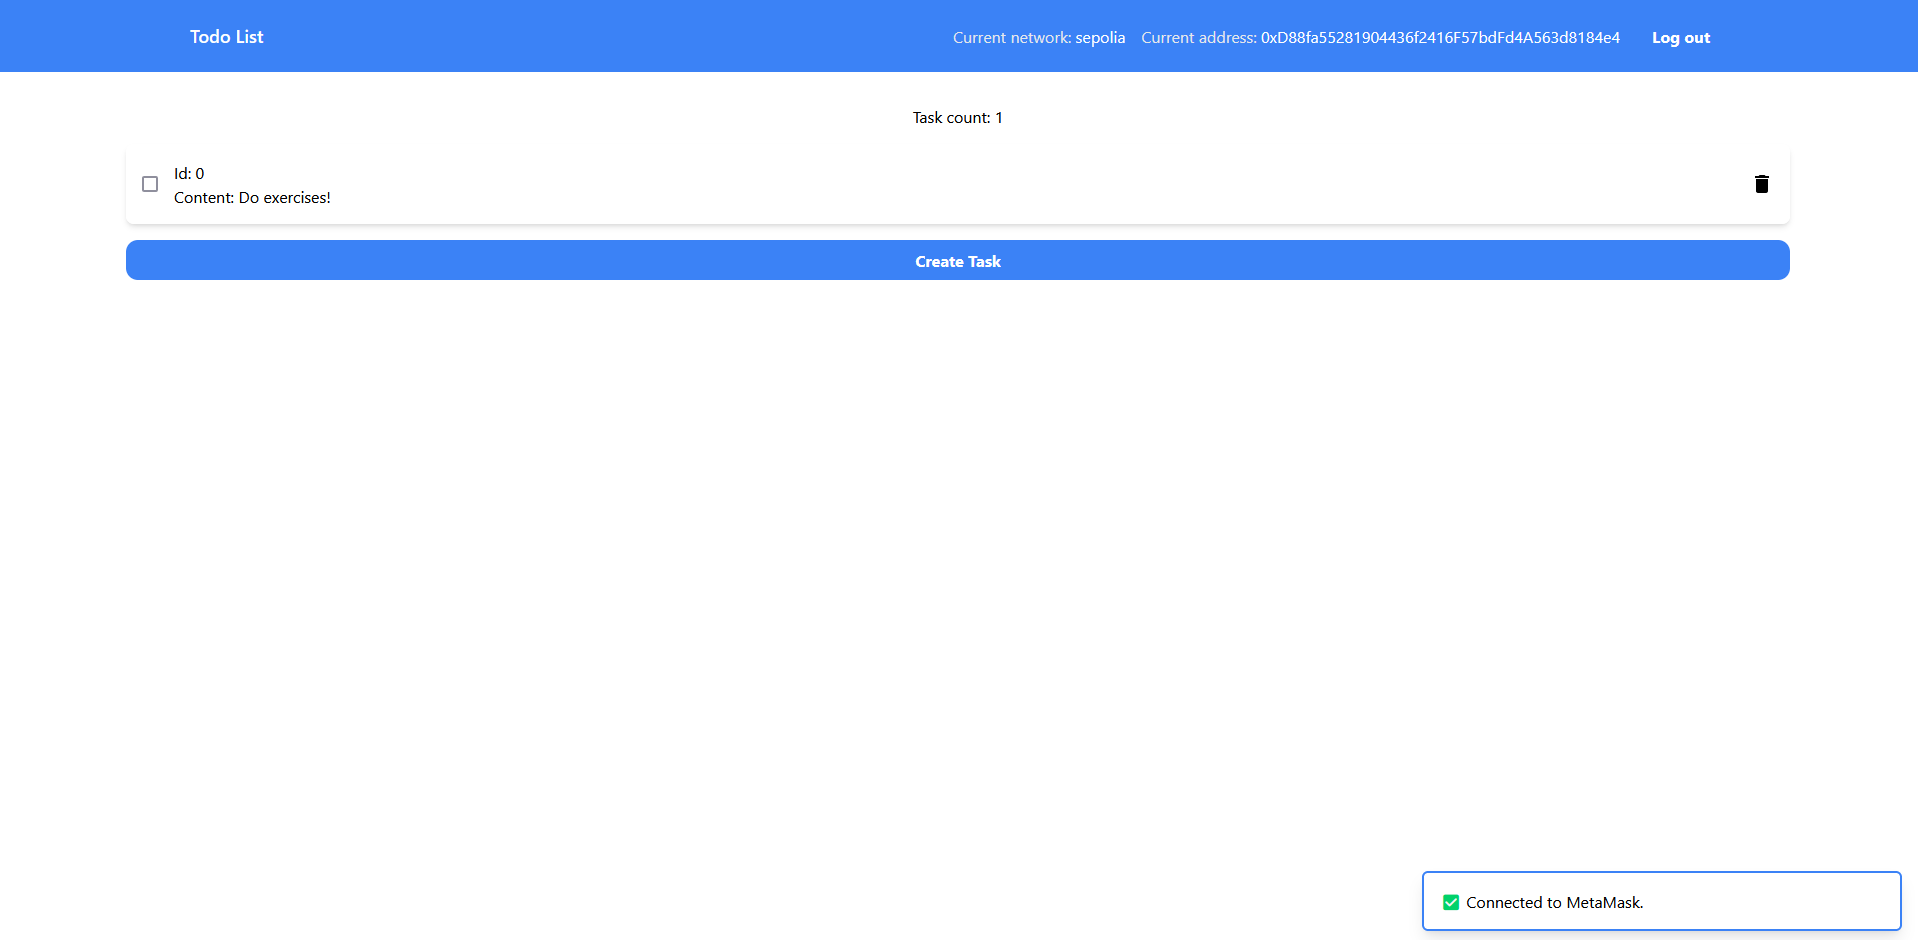 Todo List
Current network: sepolia Current address: 0xD88fa55281904436f2416F57bdFd4A563d8184e4 Log out
Task count: 1
Id: 0
Content: Do exercises!
Create Task
Connected to MetaMask.